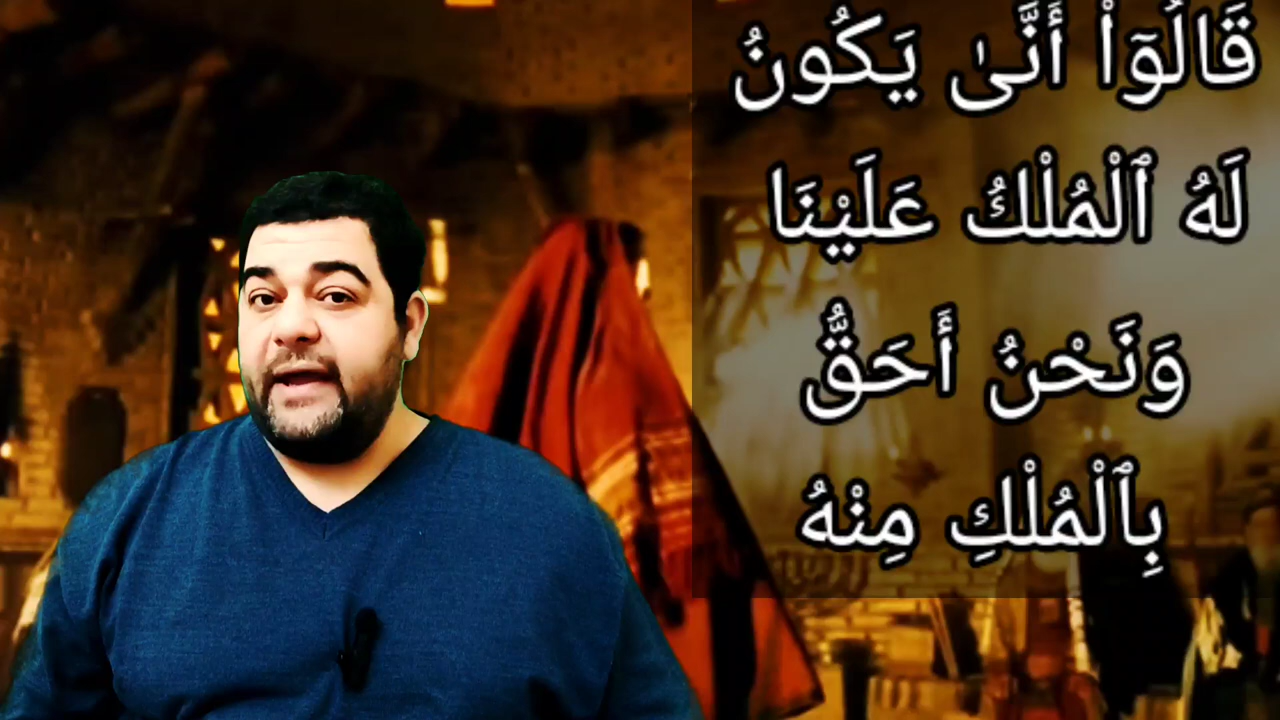 قَالُوٓا۟ أَنَّىٰ يَكُونُ
لَهُ ٱلْمُلْكُ عَلَيْنَا
وَنَحْنُ أَحَقُّ
بِٱلْمُلْكِ مِنْهُ